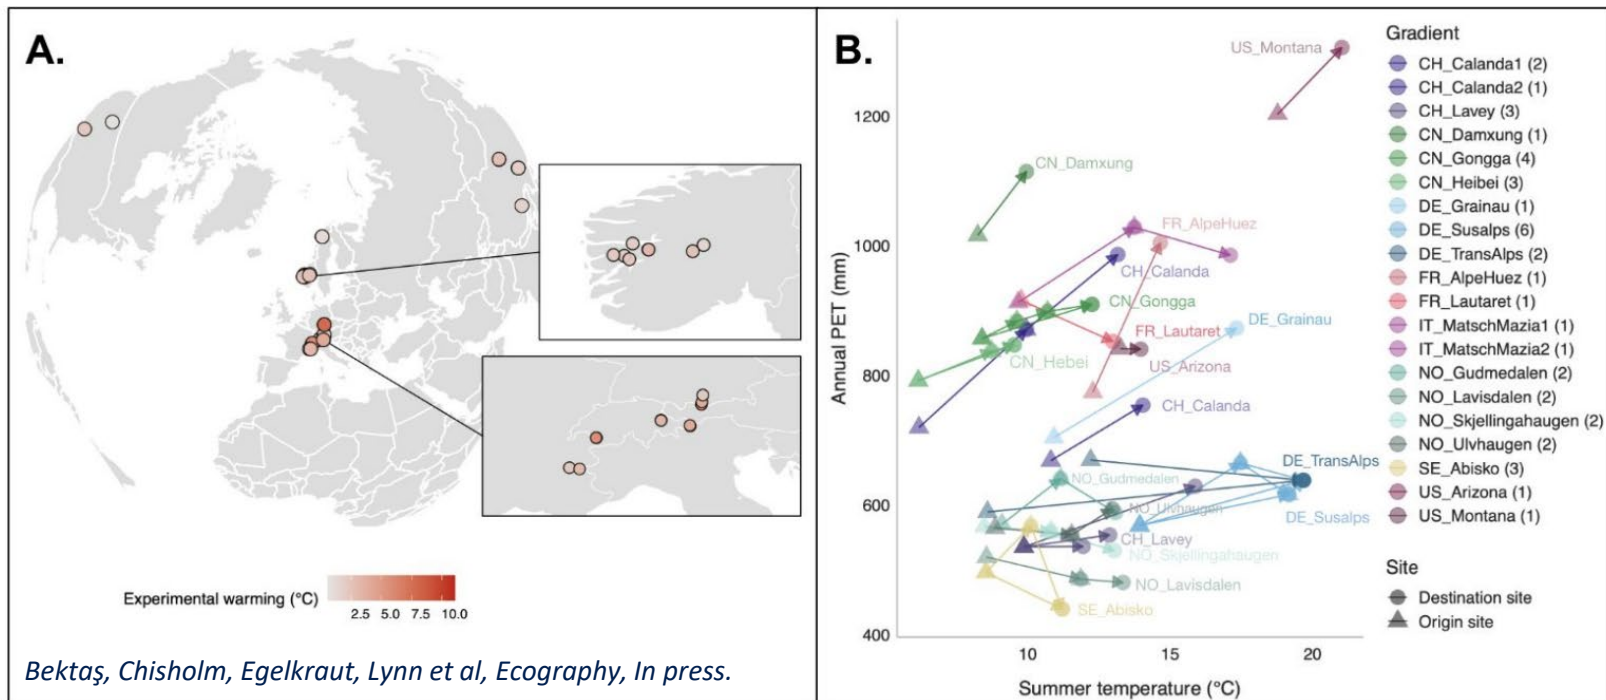 A.
Experimental warming (°C)
2.5 5.0 7.5 10.0
Bektaş, Chisholm, Egelkraut, Lynn et al, Ecography, In press.
B.
Annual PET (mm)
1200
1000
800
600
400
10 15 20
Summer temperature (°C)
US_Montana
CN_Damxung
FR_AlpeHuez
CH_Calanda
CN_Gongga
DE_Grainau
FR_Lautaret
CN_Hebei
US_Arizona
CH_Calanda
DE_TransAlps
NO_Gudmedalen
NO_Ulvhaugen
DE_Susalps
CH_Lavey
NO_Skjellingahaugen
NO_Lavisdalen
SE_Abisko
Gradient
CH_Calanda1 (2)
CH_Calanda2 (1)
CH_Lavey (3)
CN_Damxung (1)
CN_Gongga (4)
CN_Heibei (3)
DE_Grainau (1)
DE_Susalps (6)
DE_TransAlps (2)
FR_AlpeHuez (1)
FR_Lautaret (1)
IT_MatschMazia1 (1)
IT_MatschMazia2 (1)
NO_Gudmedalen (2)
NO_Lavisdalen (2)
NO_Skjellingahaugen (2)
NO_Ulvhaugen (2)
SE_Abisko (3)
US_Arizona (1)
US_Montana (1)
Site
Destination site
Origin site